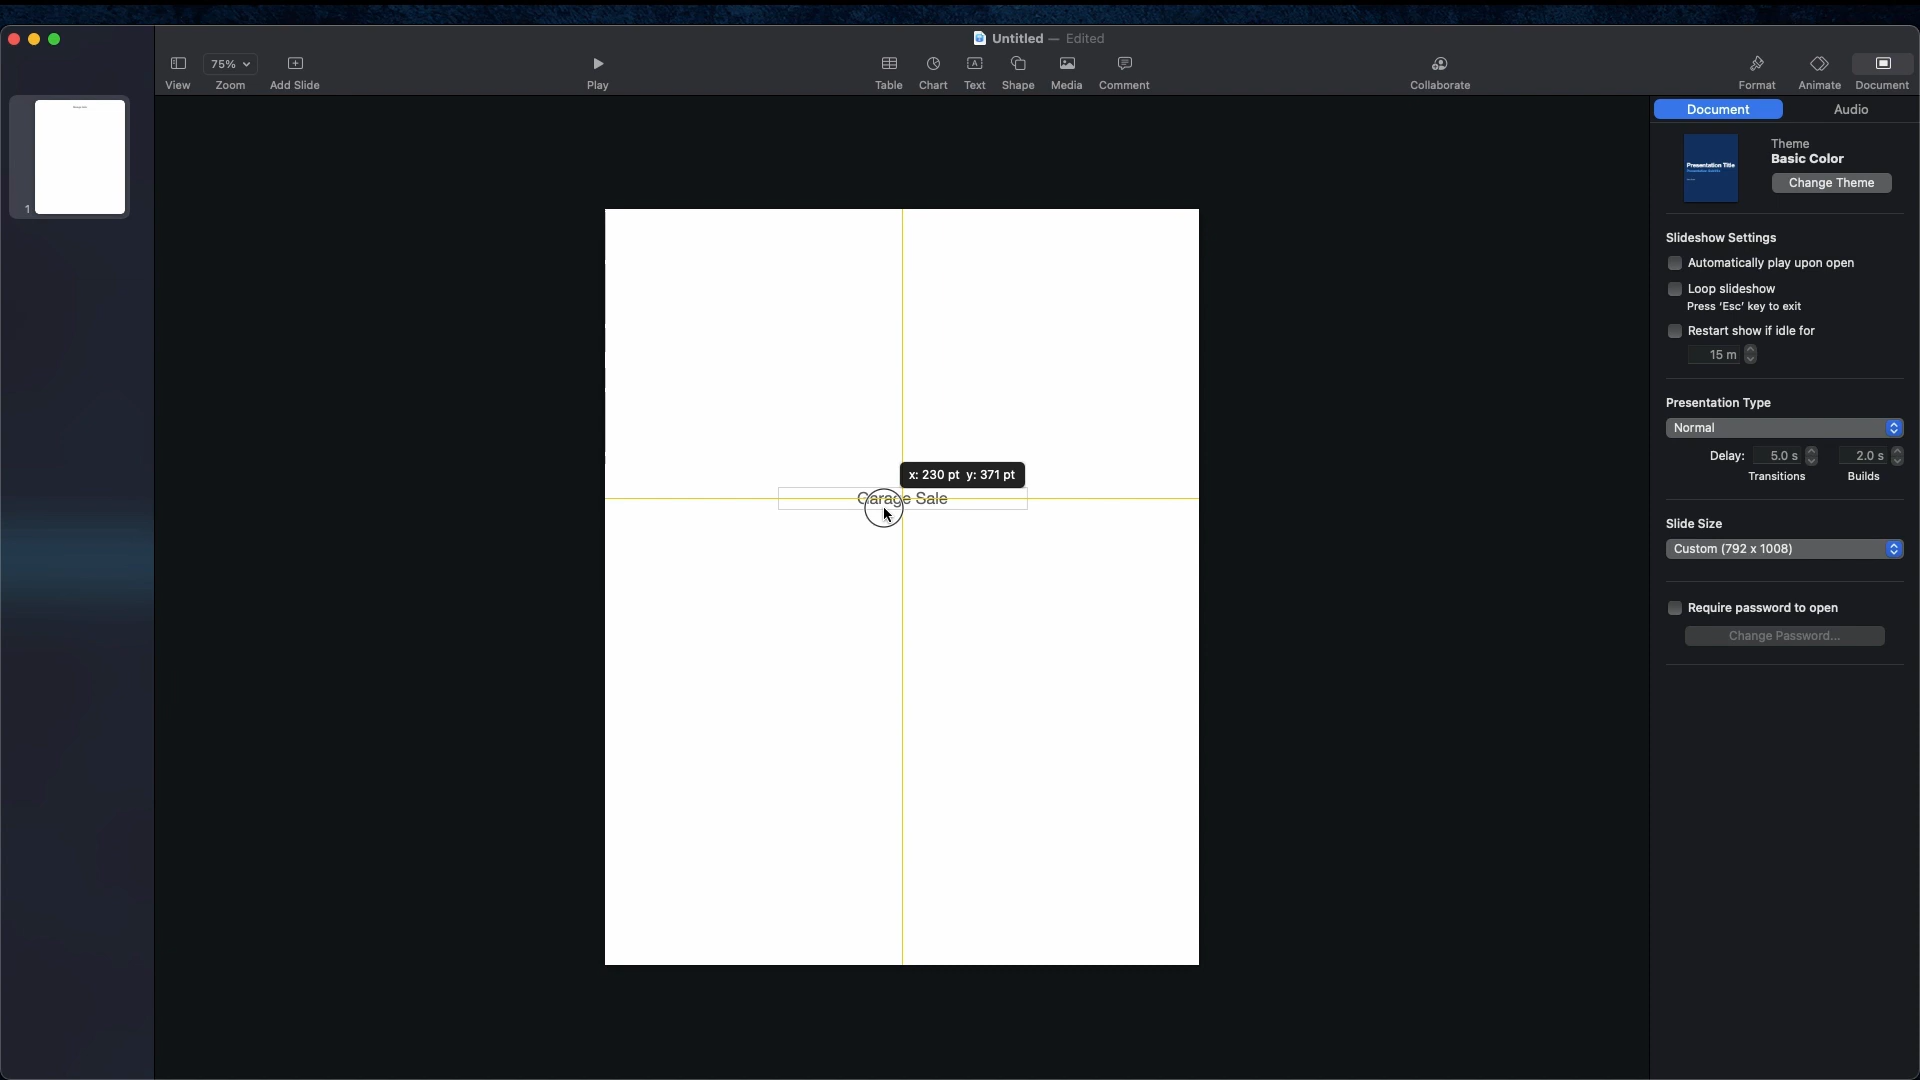 Untitled — Edited
75%
View
Zoom
Add Slide
Play
Table
Chart
Text
Shape
Media
Comment
Collaborate
Format
Animate
Document
Document
Audio
1
Presentation Title
Theme
Basic Color
Change Theme
Slideshow Settings
Automatically play upon open
Loop slideshow
Press 'Esc' key to exit
Restart show if idle for
15 m
Presentation Type
Normal
Delay: 5.0 s 2.0 s
Transitions Builds
x: 230 pt y: 371 pt
Garage Sale
Slide Size
Custom (792 x 1008)
Require password to open
Change Password...